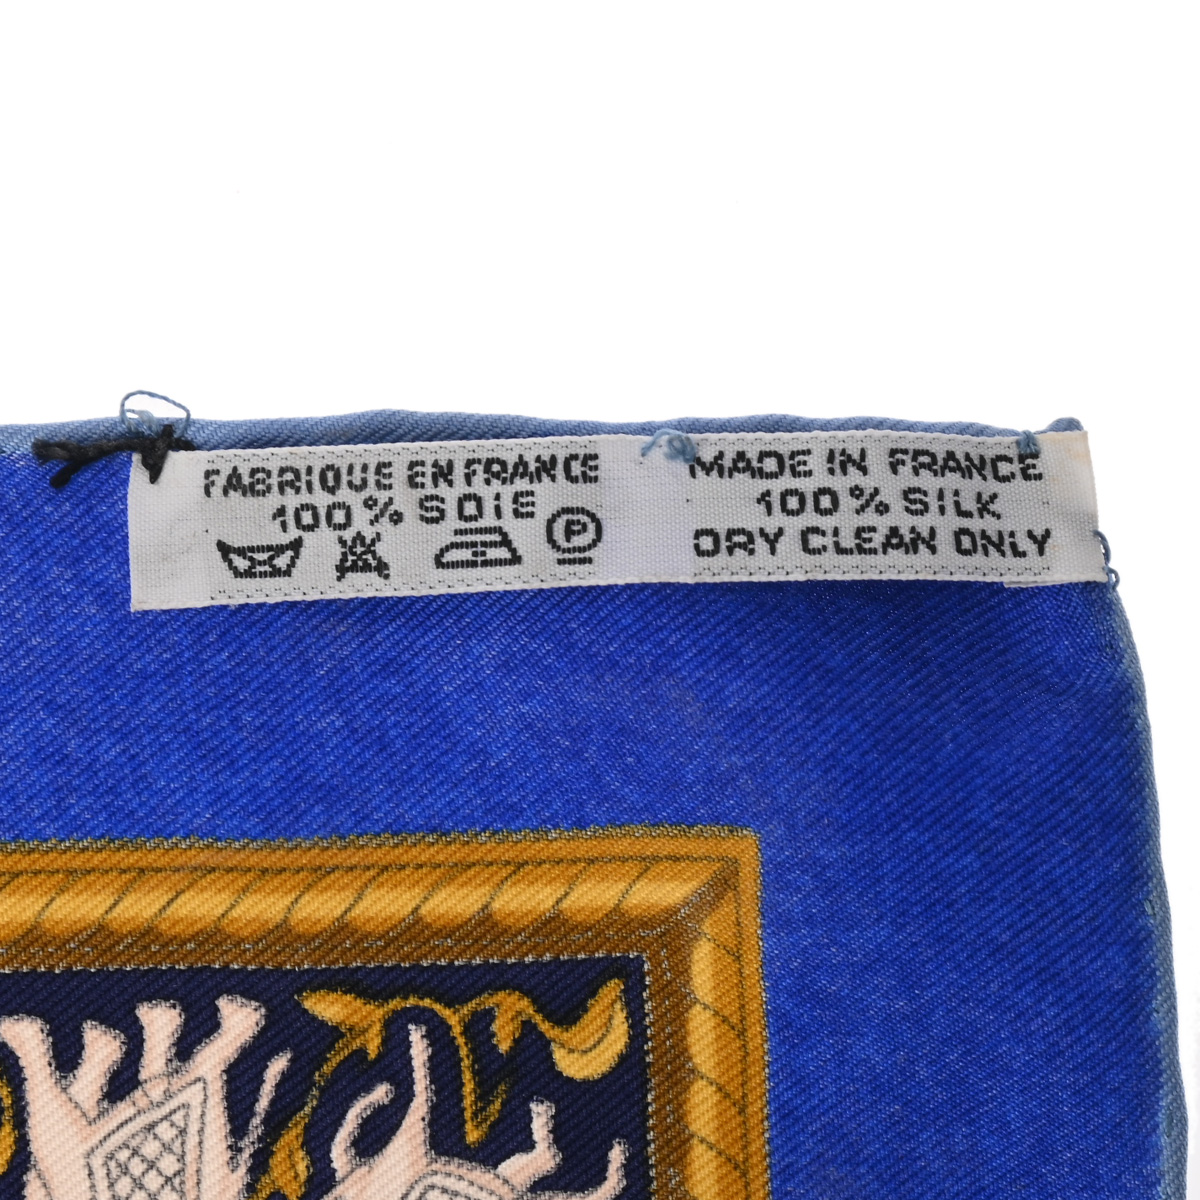 FABRIQUE EN FRANCE
100% SOIE
P
MADE IN FRANCE
100% SILK
DRY CLEAN ONLY